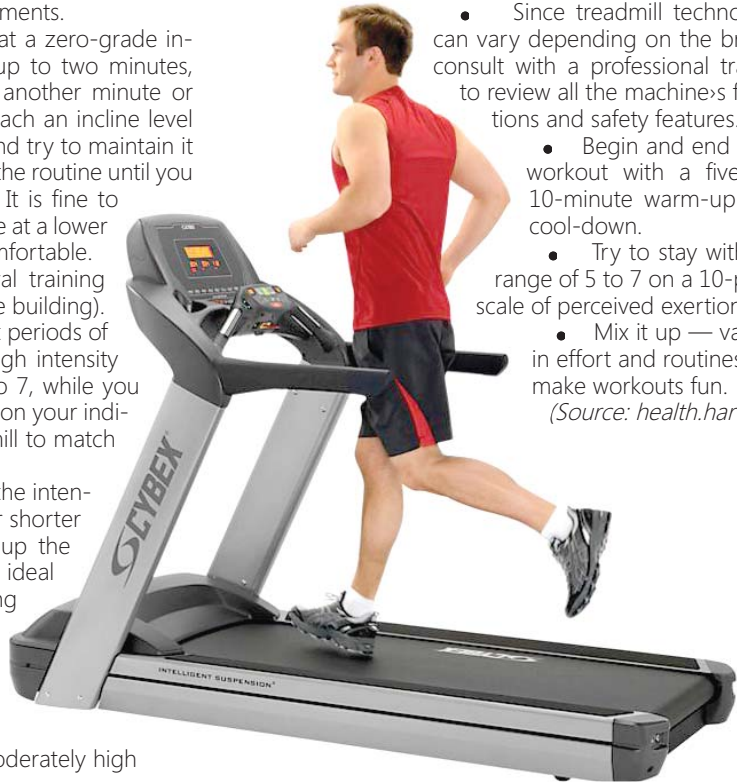 ments.
at a zero-grade in-
up to two minutes,
another minute or
ach an incline level
nd try to maintain it
the routine until you
It is fine to
e at a lower
mfortable.
al training
e building).
t periods of
gh intensity
o 7, while you
on your indi-
mill to match
the inten-
r shorter
up the
ideal
ng
oderately high
• Since treadmill techno
can vary depending on the br
consult with a professional tra
to review all the machine›s f
tions and safety features.
• Begin and end
workout with a five
10-minute warm-up
cool-down.
• Try to stay with
range of 5 to 7 on a 10-p
scale of perceived exertion
• Mix it up — va
in effort and routines
make workouts fun.
(Source: health.har
CYBEX
INTELLIGENT SUSPENSION
CYBEX